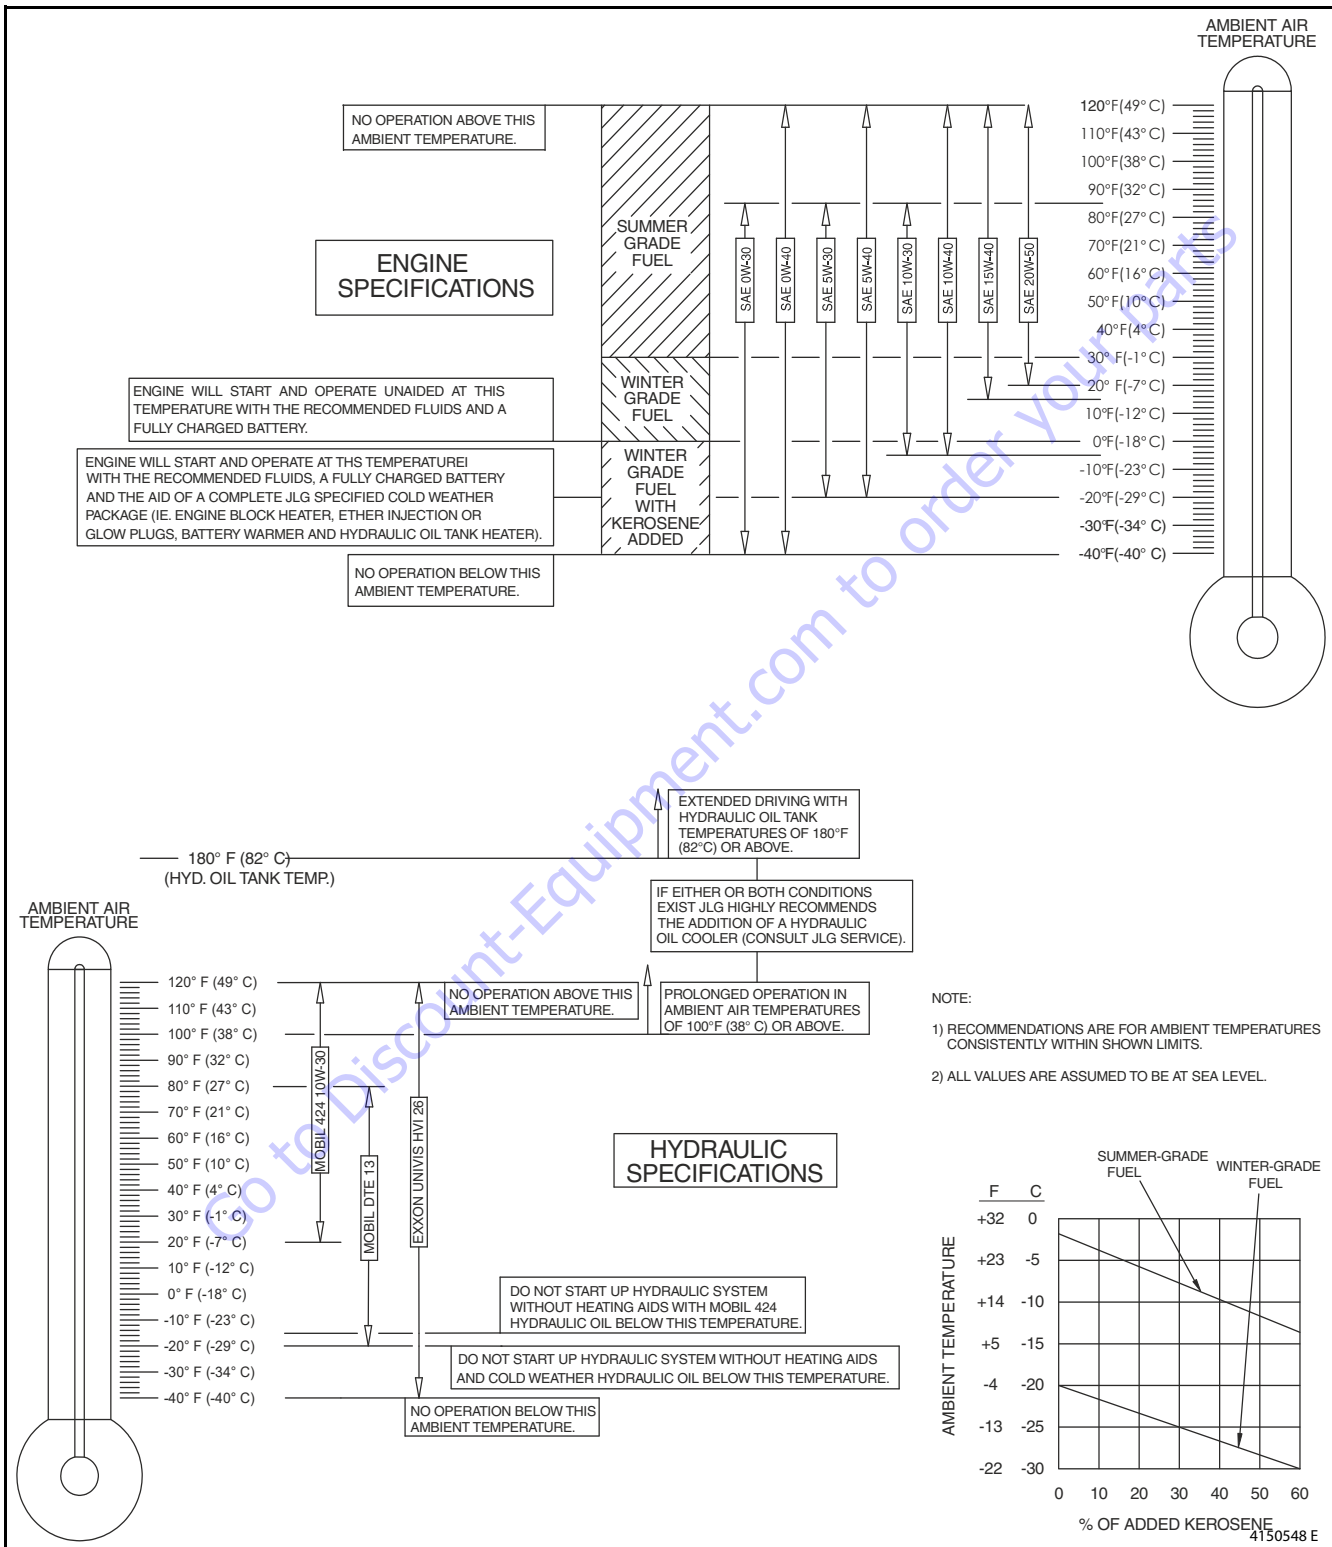 AMBIENT AIR
TEMPERATURE
NO OPERATION ABOVE THIS
AMBIENT TEMPERATURE.
ENGINE
SPECIFICATIONS
ENGINE WILL START AND OPERATE UNAIDED AT THIS
TEMPERATURE WITH THE RECOMMENDED FLUIDS AND A
FULLY CHARGED BATTERY.
ENGINE WILL START AND OPERATE AT THS TEMPERATUREI
WITH THE RECOMMENDED FLUIDS, A FULLY CHARGED BATTERY
AND THE AID OF A COMPLETE JLG SPECIFIED COLD WEATHER
PACKAGE (IE. ENGINE BLOCK HEATER, ETHER INJECTION OR
GLOW PLUGS, BATTERY WARMER AND HYDRAULIC OIL TANK HEATER).
NO OPERATION BELOW THIS
AMBIENT TEMPERATURE.
SUMMER
GRADE
FUEL
WINTER
GRADE
FUEL
WINTER
GRADE
FUEL
WITH
KEROSENE
ADDED
SAE 0W-30
SAE 0W-40
SAE 5W-30
SAE 5W-40
SAE 10W-30
SAE 10W-40
SAE 15W-40
SAE 20W-50
120°F(49° C)
110°F(43° C)
100°F(38° C)
90°F(32° C)
80°F(27° C)
70°F(21° C)
60°F(16° C)
50°F(10° C)
40°F(4° C)
30° F(-1° C)
20° F(-7° C)
10°F(-12° C)
0°F(-18° C)
-10°F(-23° C)
-20°F(-29° C)
-30°F(-34° C)
-40°F(-40° C)
Go to Discount-Equipment.com to order your parts
180° F (82° C)
(HYD. OIL TANK TEMP.)
EXTENDED DRIVING WITH
HYDRAULIC OIL TANK
TEMPERATURES OF 180°F
(82°C) OR ABOVE.
IF EITHER OR BOTH CONDITIONS
EXIST JLG HIGHLY RECOMMENDS
THE ADDITION OF A HYDRAULIC
OIL COOLER (CONSULT JLG SERVICE).
AMBIENT AIR
TEMPERATURE
120° F (49° C)
110° F (43° C)
100° F (38° C)
90° F (32° C)
80° F (27° C)
70° F (21° C)
60° F (16° C)
50° F (10° C)
40° F (4° C)
30° F (-1° C)
20° F (-7° C)
10° F (-12° C)
0° F (-18° C)
-10° F (-23° C)
-20° F (-29° C)
-30° F (-34° C)
-40° F (-40° C)
MOBIL 424 10W-30
MOBIL DTE 13
EXXON UNIVIS HVI 26
NO OPERATION ABOVE THIS
AMBIENT TEMPERATURE.
PROLONGED OPERATION IN
AMBIENT AIR TEMPERATURES
OF 100°F (38° C) OR ABOVE.
HYDRAULIC
SPECIFICATIONS
DO NOT START UP HYDRAULIC SYSTEM
WITHOUT HEATING AIDS WITH MOBIL 424
HYDRAULIC OIL BELOW THIS TEMPERATURE.
DO NOT START UP HYDRAULIC SYSTEM WITHOUT HEATING AIDS
AND COLD WEATHER HYDRAULIC OIL BELOW THIS TEMPERATURE.
NO OPERATION BELOW THIS
AMBIENT TEMPERATURE.
NOTE:
1) RECOMMENDATIONS ARE FOR AMBIENT TEMPERATURES
CONSISTENTLY WITHIN SHOWN LIMITS.
2) ALL VALUES ARE ASSUMED TO BE AT SEA LEVEL.
SUMMER-GRADE
FUEL
WINTER-GRADE
FUEL
AMBIENT TEMPERATURE
F C
+32 0
+23 -5
+14 -10
+5 -15
-4 -20
-13 -25
-22 -30
0 10 20 30 40 50 60
% OF ADDED KEROSENE
4150548 E